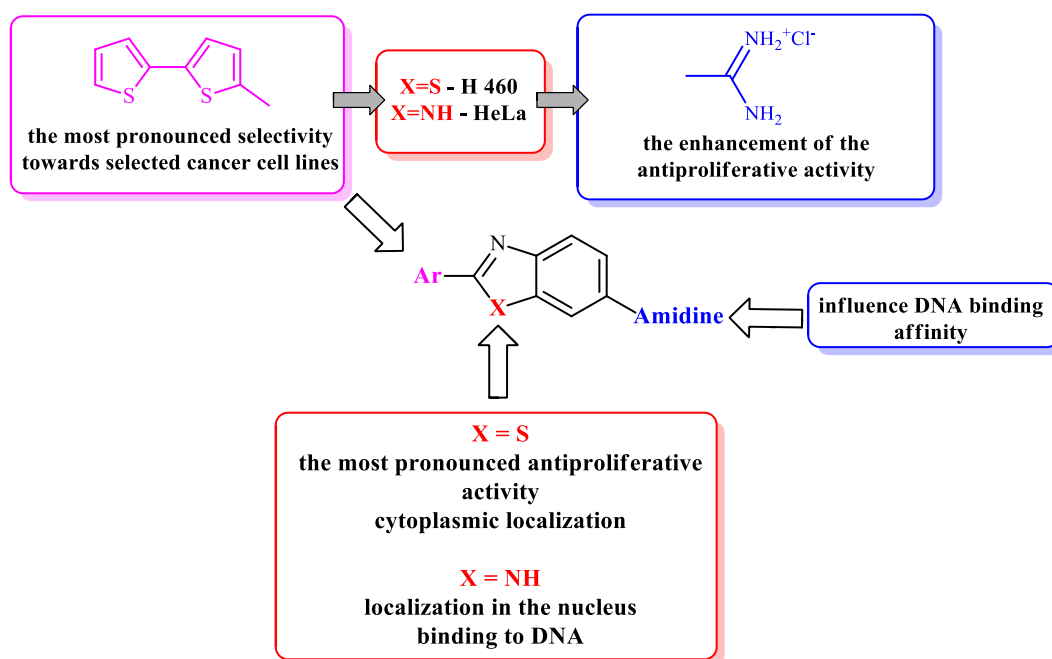 S
S
the most pronounced selectivity
towards selected cancer cell lines
X=S - H 460
X=NH - HeLa
NH₂⁺Cl⁻
NH₂
the enhancement of the
antiproliferative activity
N
Ar
X
Amidine
influence DNA binding
affinity
X = S
the most pronounced antiproliferative
activity
cytoplasmic localization
X = NH
localization in the nucleus
binding to DNA